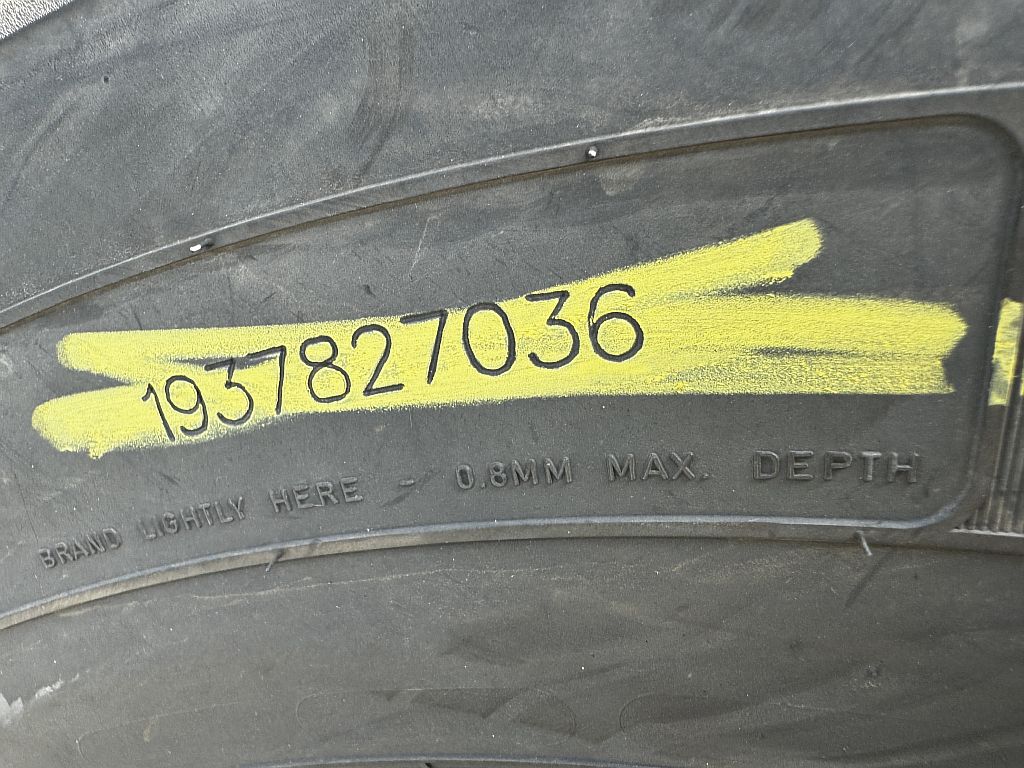 1937827036
BRAND LIGHTLY HERE - 0.8MM MAX. DEPTH